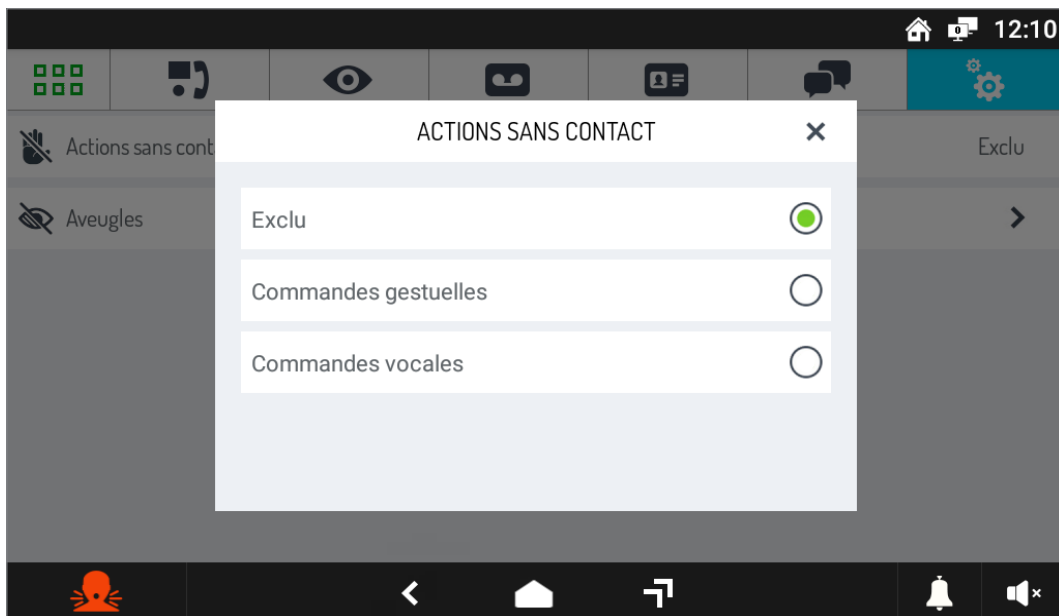 12:10
ACTIONS SANS CONTACT
Actions sans cont
Exclu
Exclu
Aveugles
Commandes gestuelles
Commandes vocales